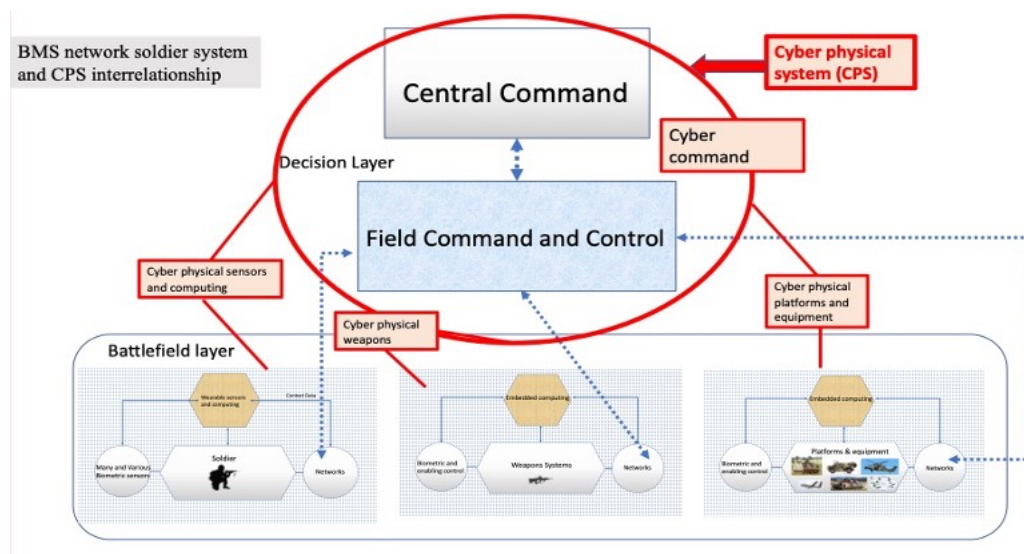 BMS network soldier system
and CPS interrelationship
Cyber physical
system (CPS)
Central Command
Cyber
command
Decision Layer
Field Command and Control
Cyber physical sensors
and computing
Cyber physical
platforms and
equipment
Cyber physical
weapons
Battlefield layer
Wearable sensors
and computing
Context Data
Soldier
Many and Various
Biometric sensors
Networks
Embedded computing
Biometric and
enabling control
Weapons Systems
Networks
Embedded computing
Platforms & equipment
Biometric and
enabling control
Networks